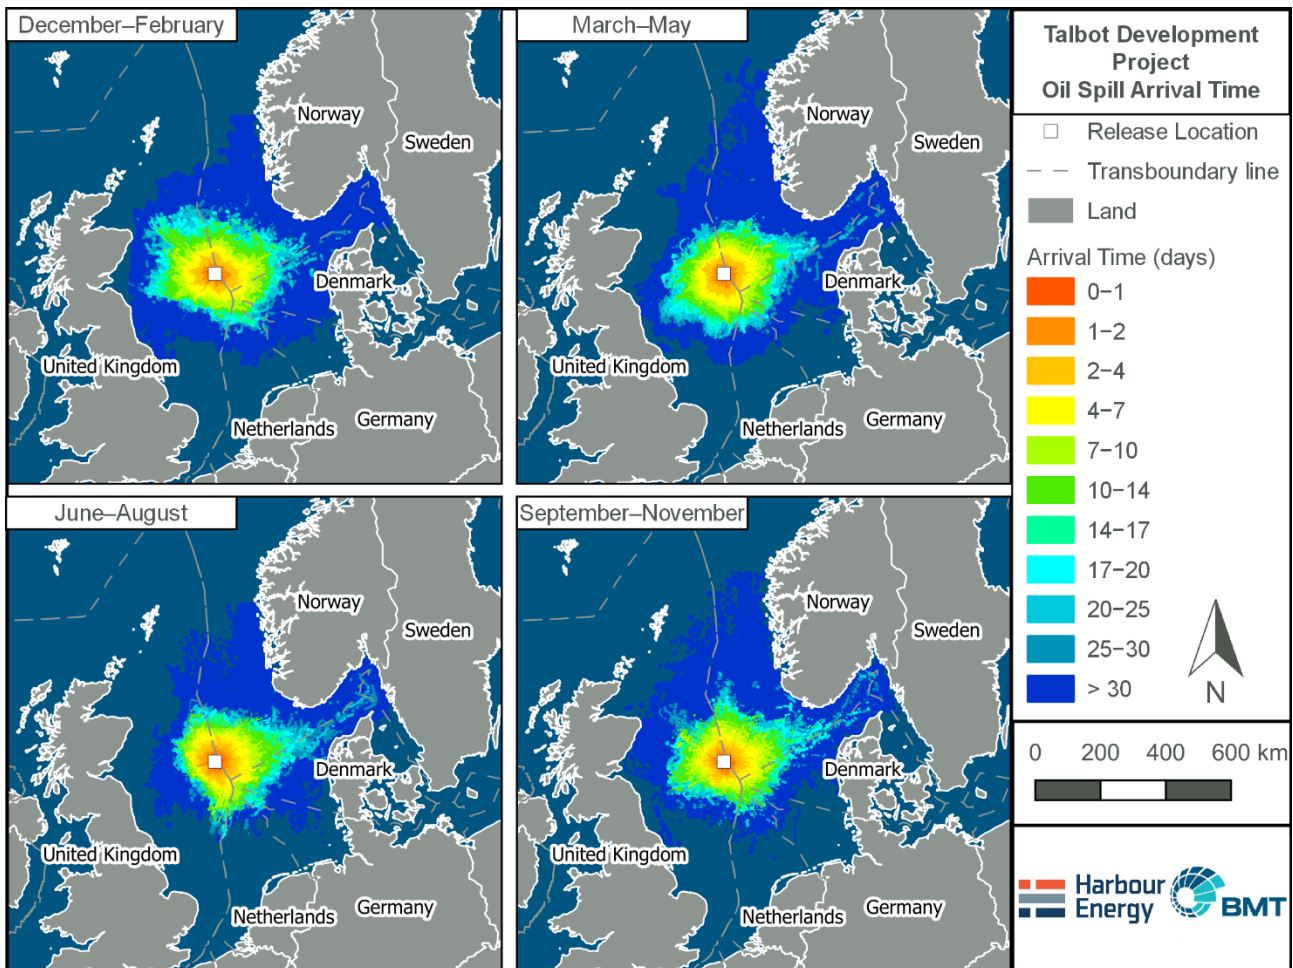 December–February
Norway
Sweden
Denmark
United Kingdom
Netherlands
Germany
March–May
Norway
Sweden
Denmark
United Kingdom
Netherlands
Germany
June–August
Norway
Sweden
Denmark
United Kingdom
Netherlands
Germany
September–November
Norway
Sweden
Denmark
United Kingdom
Netherlands
Germany
Talbot Development
Project
Oil Spill Arrival Time
Release Location
Transboundary line
Land
Arrival Time (days)
0–1
1–2
2–4
4–7
7–10
10–14
14–17
17–20
20–25
25–30
> 30
N
0 200 400 600 km
Harbour
Energy
BMT